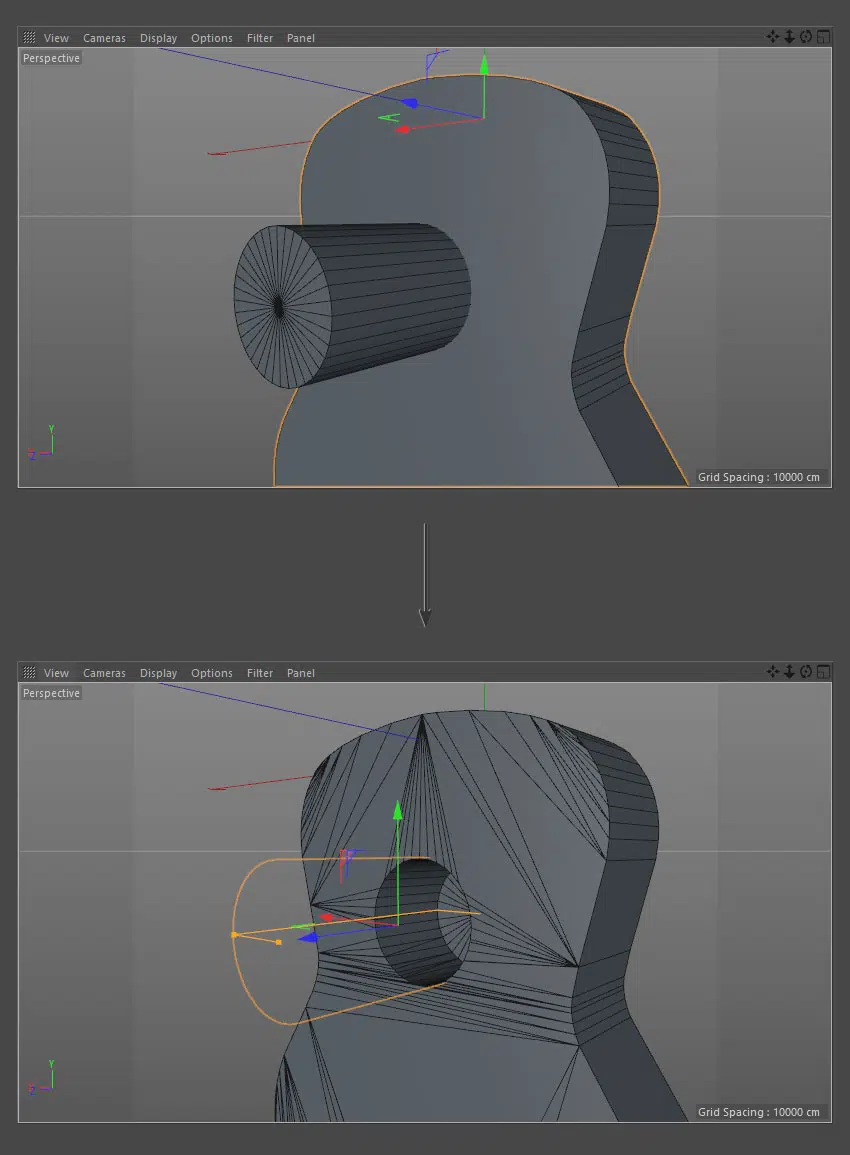 View Cameras Display Options Filter Panel
Perspective
Y
Z
Grid Spacing : 10000 cm
View Cameras Display Options Filter Panel
Perspective
Y
Z
Grid Spacing : 10000 cm